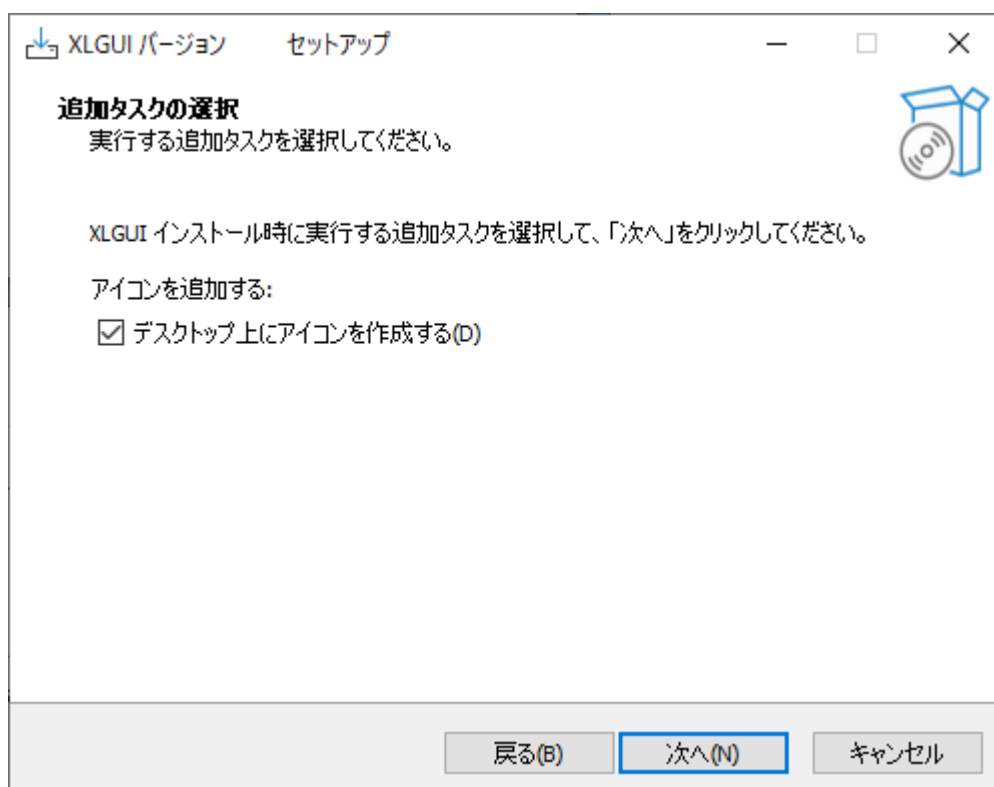 XLGUI バージョン セットアップ
追加タスクの選択
実行する追加タスクを選択してください。
XLGUI インストール時に実行する追加タスクを選択して、「次へ」をクリックしてください。
アイコンを追加する:
デスクトップ上にアイコンを作成する(D)
戻る(B) 次へ(N) キャンセル